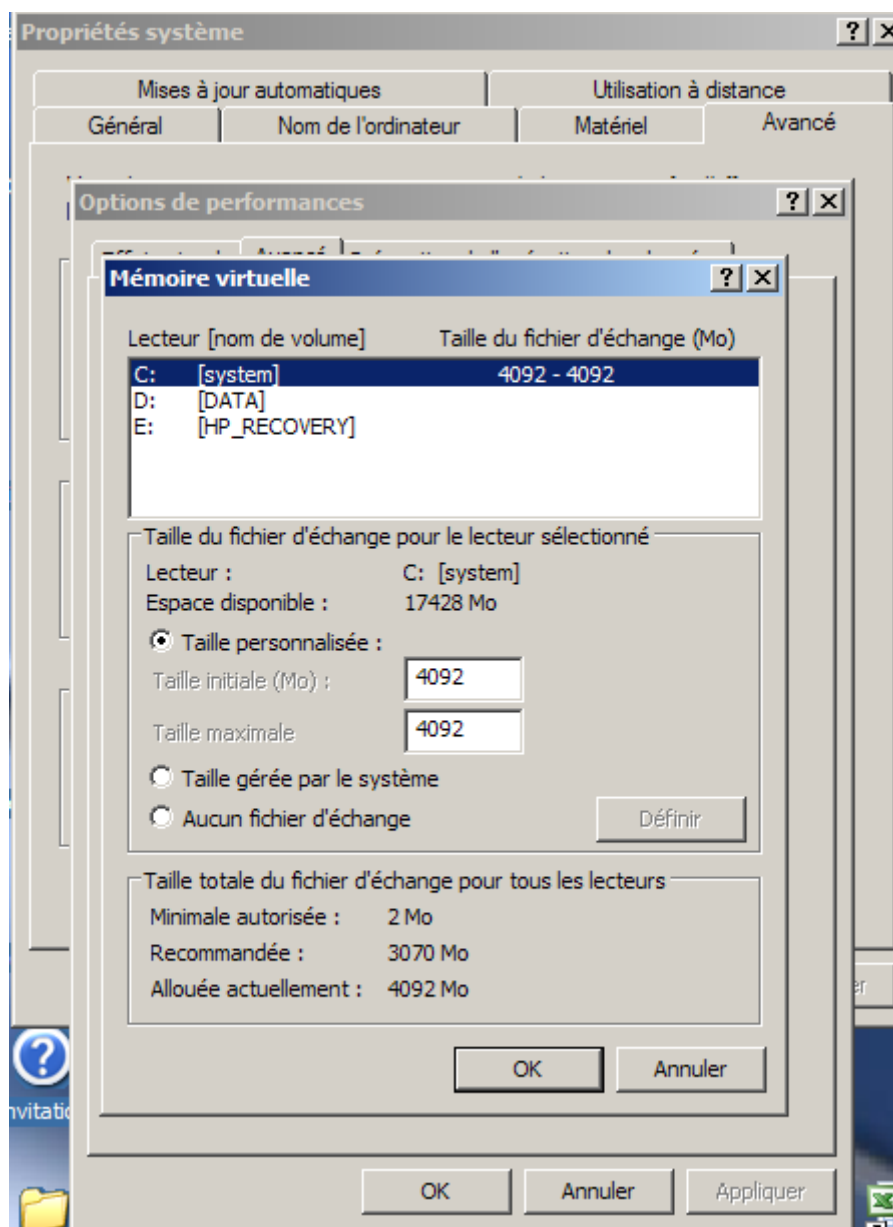 Propriétés système
Mises à jour automatiques Utilisation à distance
Général Nom de l'ordinateur Matériel Avancé
Options de performances
Avancé
Mémoire virtuelle
Lecteur [nom de volume] Taille du fichier d'échange (Mo)
C: [system] 4092 - 4092
D: [DATA]
E: [HP_RECOVERY]
Taille du fichier d'échange pour le lecteur sélectionné
Lecteur : C: [system]
Espace disponible : 17428 Mo
Taille personnalisée :
Taille initiale (Mo) : 4092
Taille maximale 4092
Taille gérée par le système
Aucun fichier d'échange Définir
Taille totale du fichier d'échange pour tous les lecteurs
Minimale autorisée : 2 Mo
Recommandée : 3070 Mo
Allouée actuellement : 4092 Mo
er
OK Annuler
nvitatio
OK Annuler Appliquer